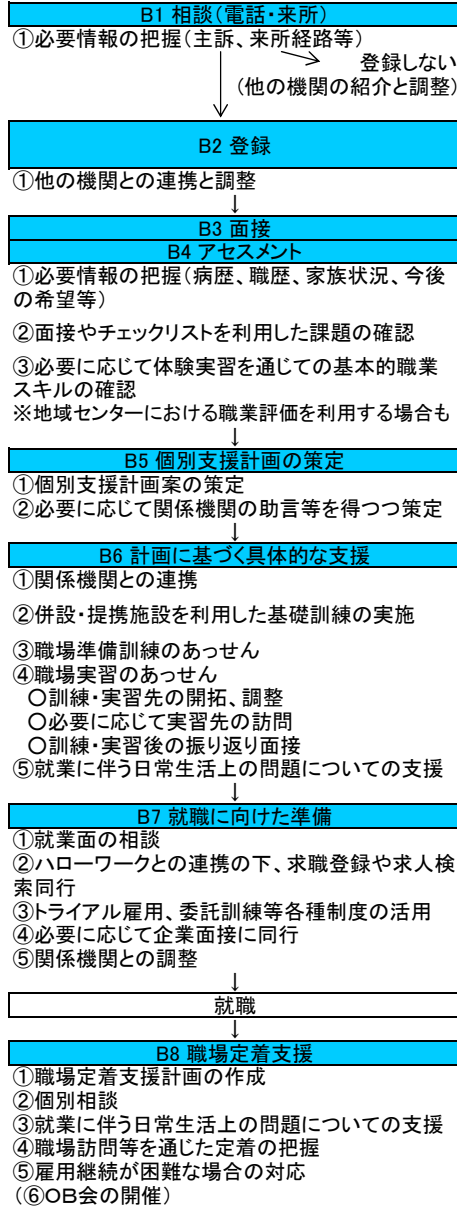 B1 相談(電話・来所)
①必要情報の把握(主訴、来所経路等)
登録しない
(他の機関の紹介と調整)
B2 登録
①他の機関との連携と調整
↓
B3 面接
B4 アセスメント
①必要情報の把握(病歴、職歴、家族状況、今後
の希望等)
②面接やチェックリストを利用した課題の確認
③必要に応じて体験実習を通じての基本的職業
スキルの確認
※地域センターにおける職業評価を利用する場合も
↓
B5 個別支援計画の策定
①個別支援計画案の策定
②必要に応じて関係機関の助言等を得つつ策定
↓
B6 計画に基づく具体的な支援
①関係機関との連携
②併設・提携施設を利用した基礎訓練の実施
③職場準備訓練のあっせん
④職場実習のあっせん
○訓練・実習先の開拓、調整
○必要に応じて実習先の訪問
○訓練・実習後の振り返り面接
⑤就業に伴う日常生活上の問題についての支援
↓
B7 就職に向けた準備
①就業面の相談
②ハローワークとの連携の下、求職登録や求人検
索同行
③トライアル雇用、委託訓練等各種制度の活用
④必要に応じて企業面接に同行
⑤関係機関との調整
↓
就職
↓
B8 職場定着支援
①職場定着支援計画の作成
②個別相談
③就業に伴う日常生活上の問題についての支援
④職場訪問等を通じた定着の把握
⑤雇用継続が困難な場合の対応
(⑥OB会の開催)